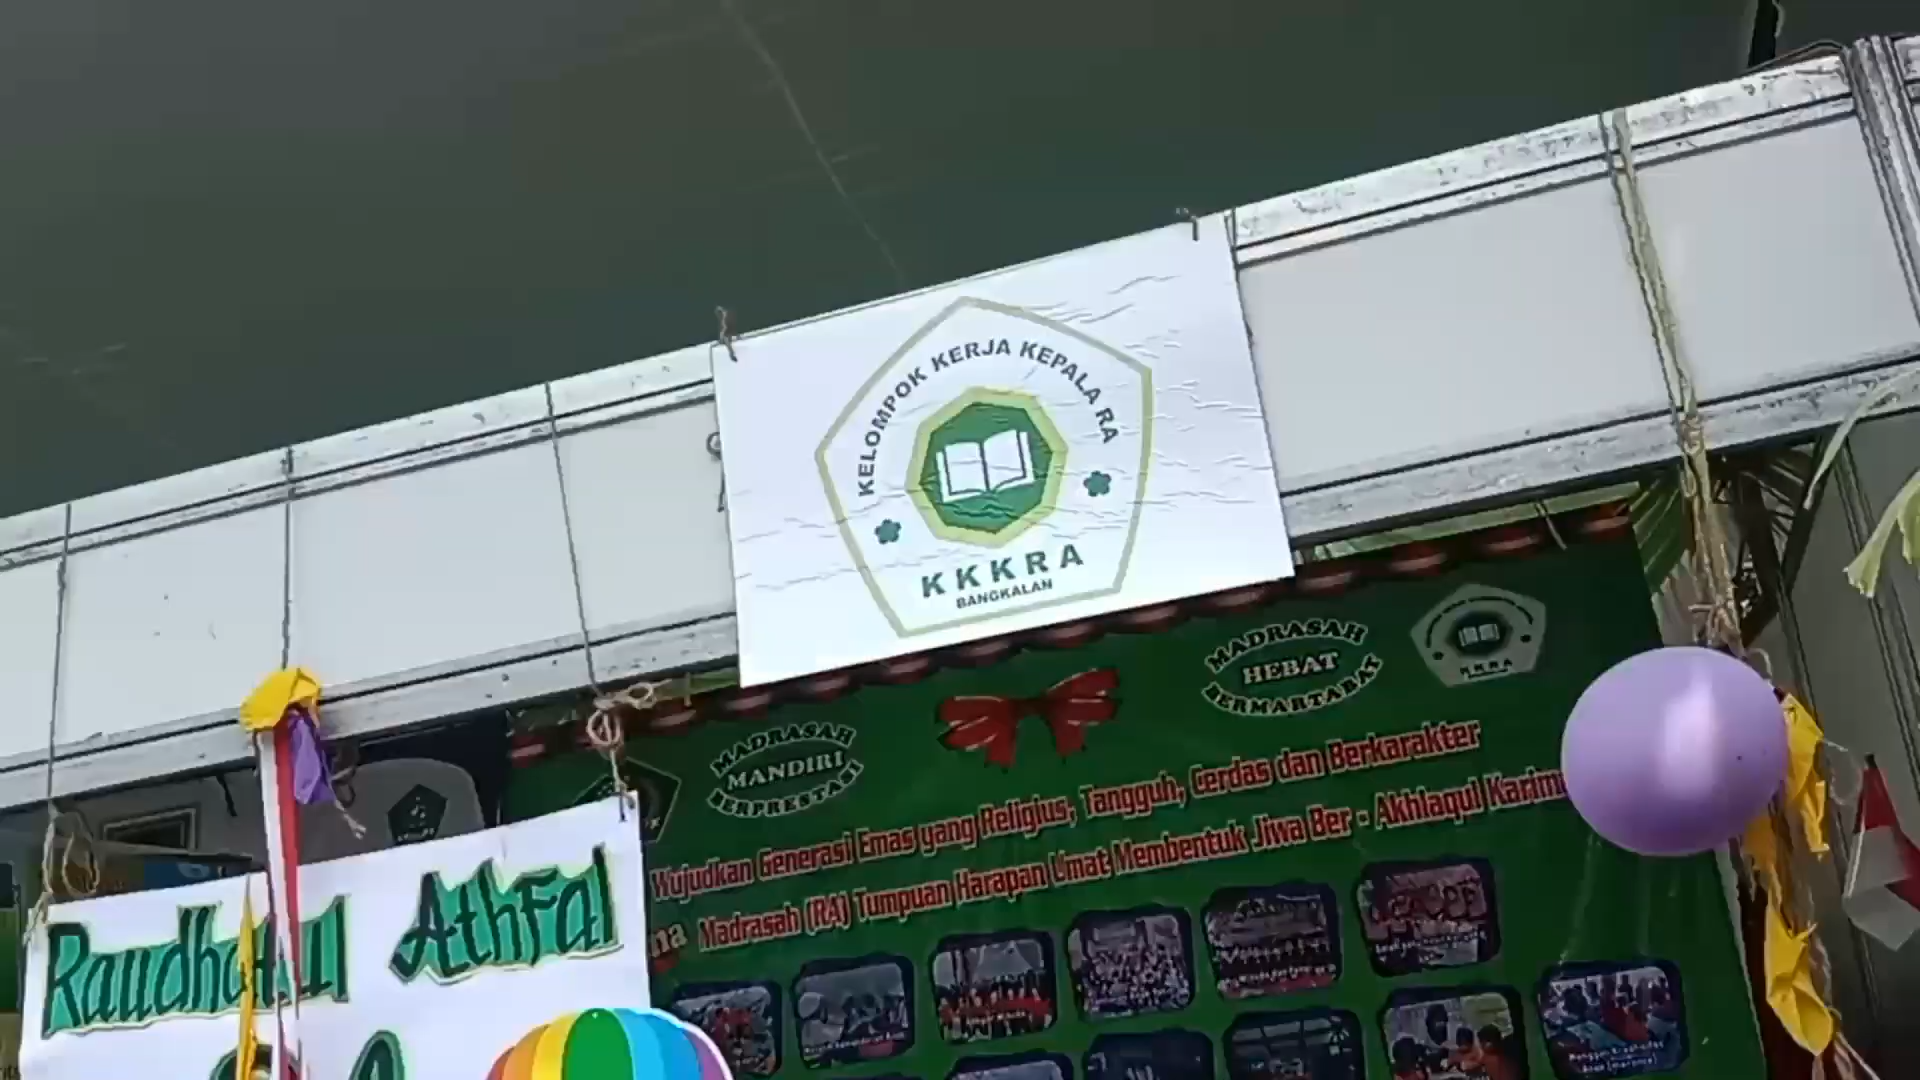 KELOMPOK KERJA KEPALA RA
KKKRA
BANGKALAN
MADRASAH
HEBAT
BERMARTABAT
KKRA
MADRASAH
MANDIRI
BERPRESTASI
Wujudkan Generasi Emas yang Religius, Tangguh, Cerdas dan Berkarakter
Madrasah (RA) Tumpuan Harapan Umat Membentuk Jiwa Ber - Akhlaqul
Raudhatul Athfal